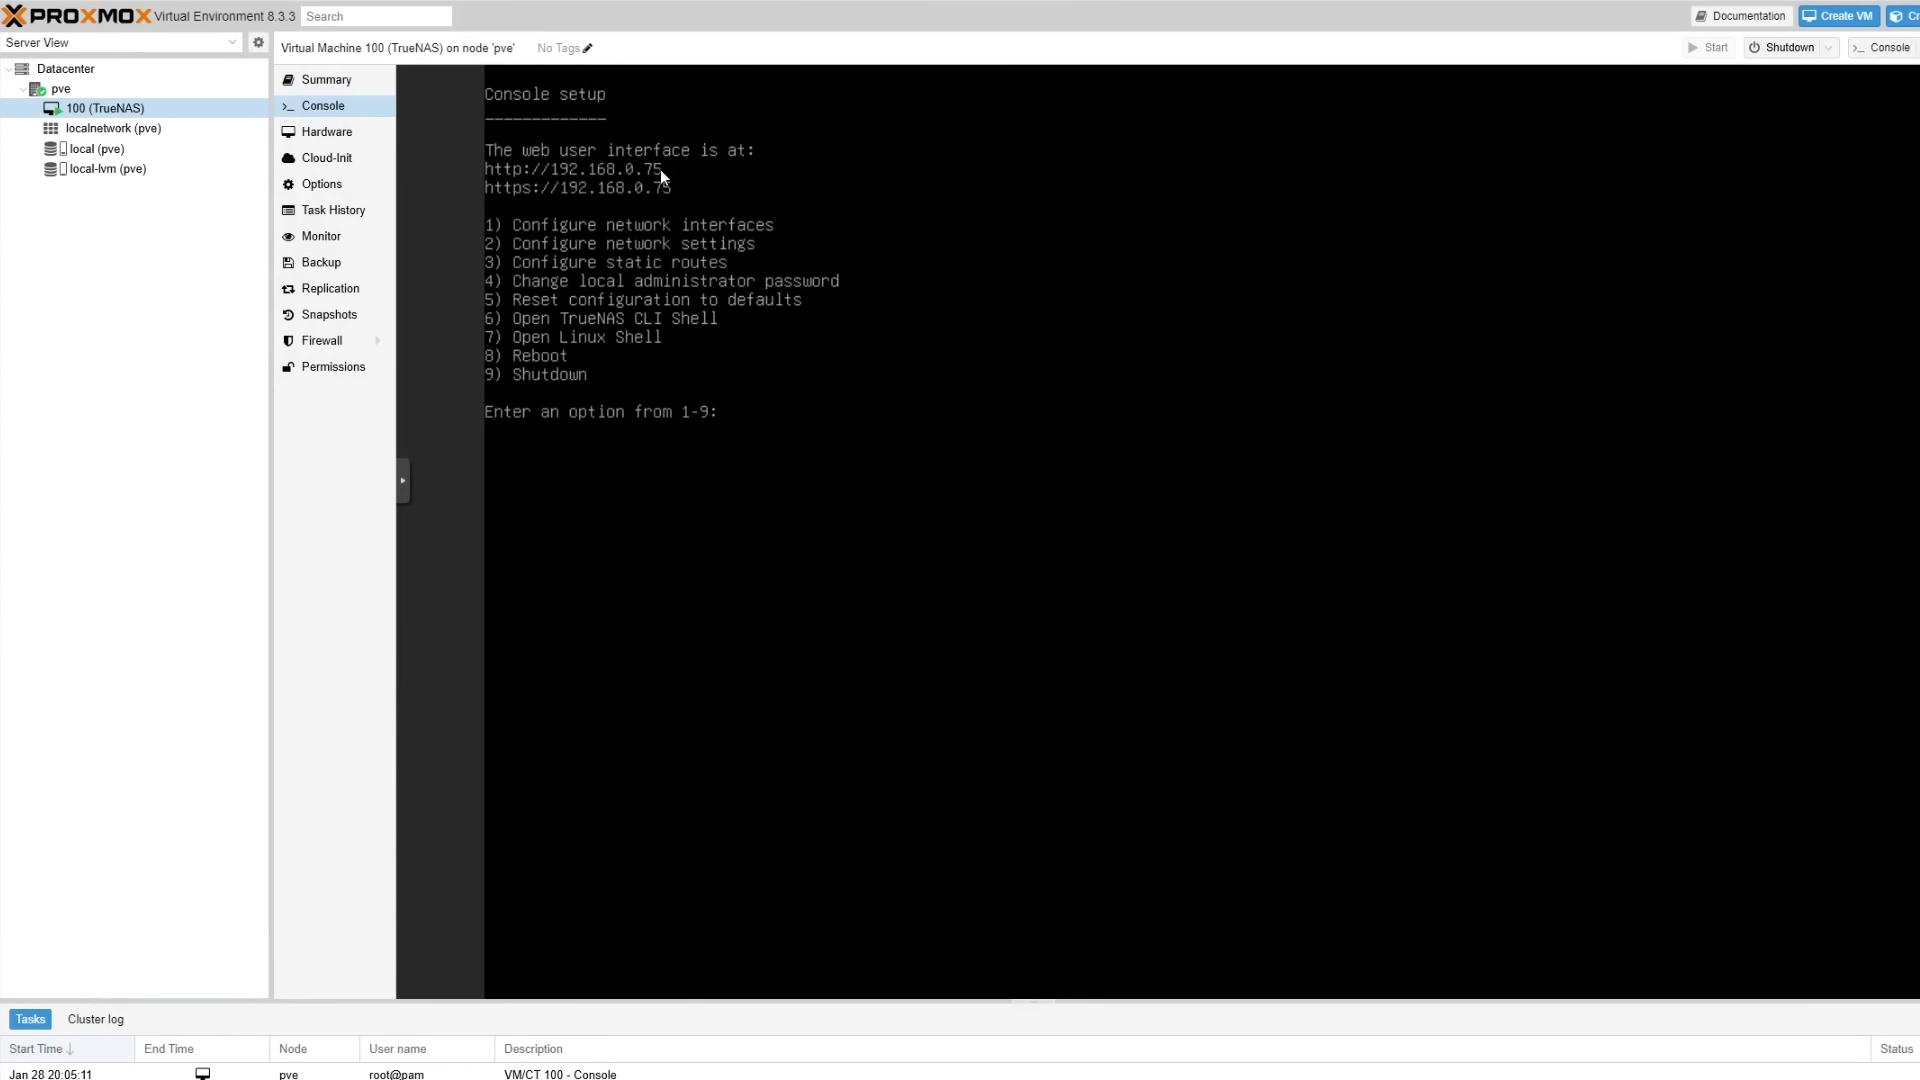 PROXMOX Virtual Environment 8.3.3 Search
Documentation Create VM
Server View
Virtual Machine 100 (TrueNAS) on node 'pve' No Tags Start Shutdown Console
Datacenter
pve
100 (TrueNAS)
localnetwork (pve)
local (pve)
local-lvm (pve)
Summary
Console
Hardware
Cloud-Init
Options
Task History
Monitor
Backup
Replication
Snapshots
Firewall
Permissions
Console setup
-------------
The web user interface is at:
http://192.168.0.75
https://192.168.0.75
1) Configure network interfaces
2) Configure network settings
3) Configure static routes
4) Change local administrator password
5) Reset configuration to defaults
6) Open TrueNAS CLI Shell
7) Open Linux Shell
8) Reboot
9) Shutdown
Enter an option from 1-9:
Tasks Cluster log
Start Time End Time Node User name Description Status
Jan 28 20:05:11 pve root@pam VM/CT 100 - Console